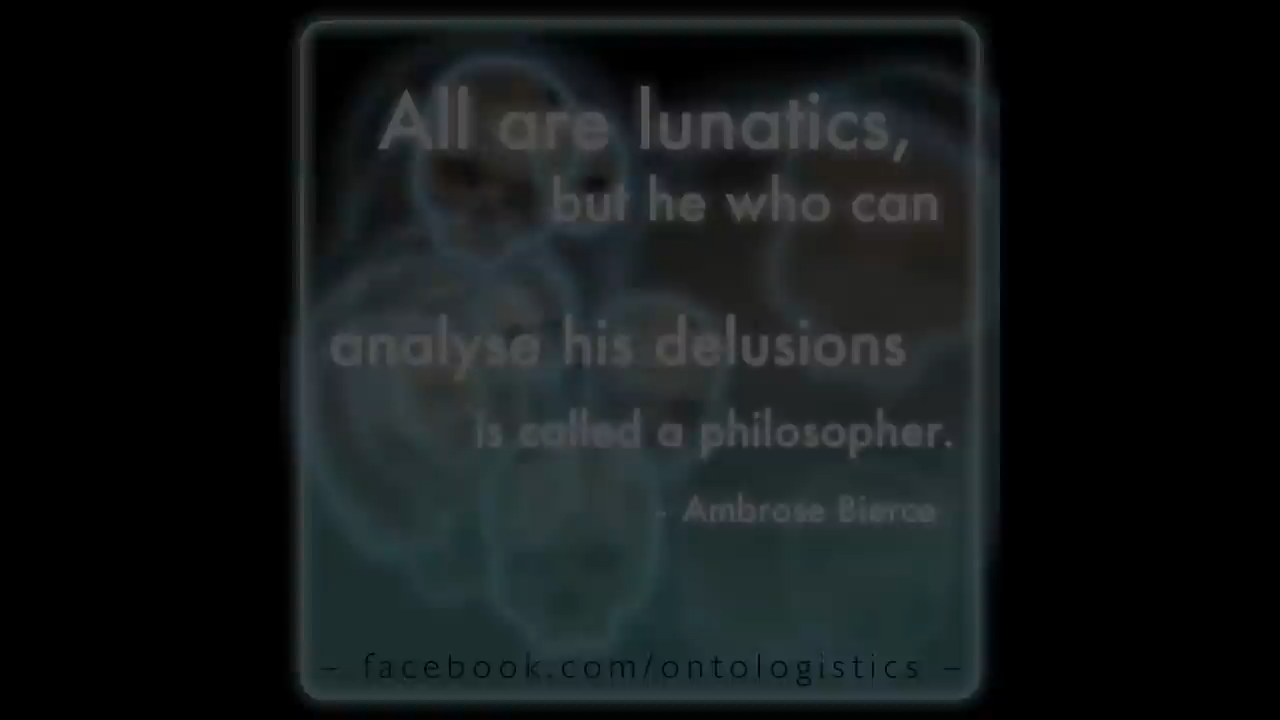 All are lunatics,
but he who can
analyse his delusions
is called a philosopher.
- Ambrose Bierce
– facebook.com/ontologistics –